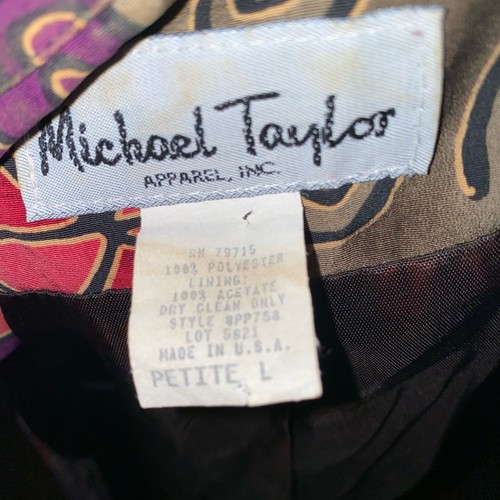 Michael Taylor
APPAREL, INC.
RN 79715
100% POLYESTER
LINING:
100% ACETATE
DRY CLEAN ONLY
STYLE 8PP758
LOT 5621
MADE IN U.S.A.
PETITE L